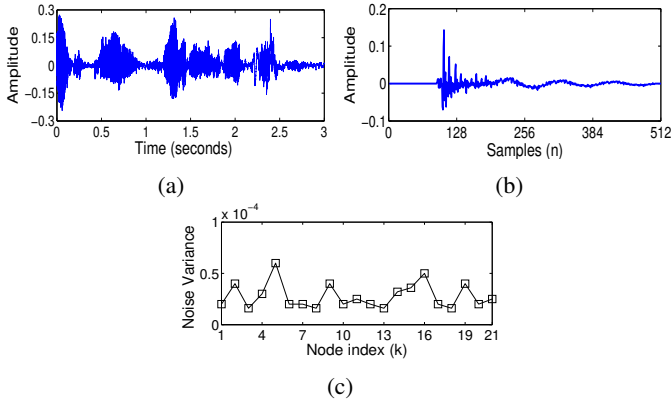 0.3
0.15
0
−0.15
−0.3
Amplitude
0 0.5 1 1.5 2 2.5 3
Time (seconds)
(a)
0.2
0.1
0
−0.1
Amplitude
0 128 256 384 512
Samples (n)
(b)
1 x 10⁻⁴
0.5
0
Noise Variance
1 4 7 10 13 16 19 21
Node index (k)
(c)